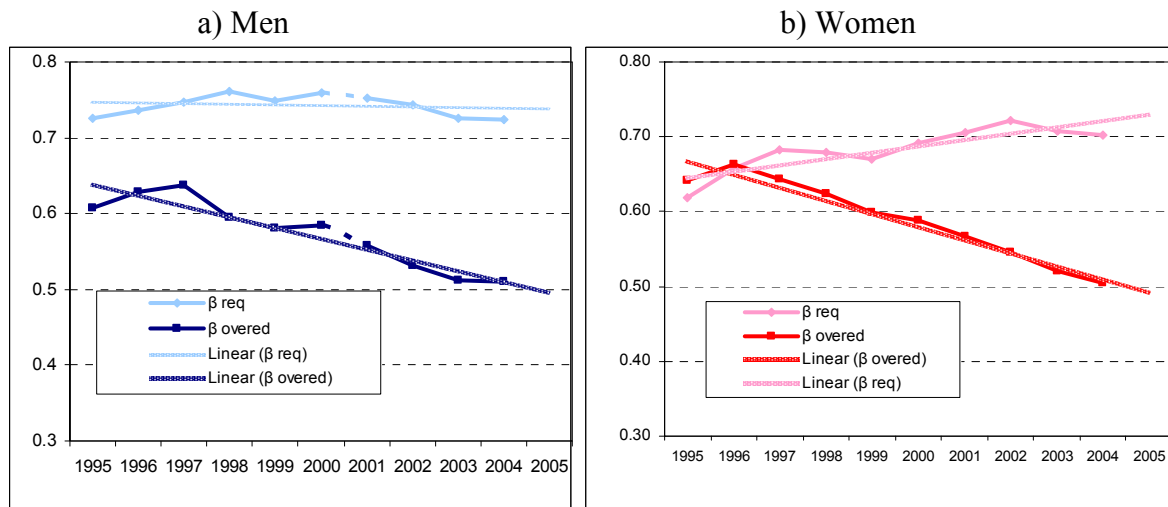 a) Men
0.8
0.7
0.6
0.5
0.4
0.3
β req
β overed
Linear (β req)
Linear (β overed)
1995 1996 1997 1998 1999 2000 2001 2002 2003 2004 2005
b) Women
0.80
0.70
0.60
0.50
0.40
0.30
β req
β overed
Linear (β overed)
Linear (β req)
1995 1996 1997 1998 1999 2000 2001 2002 2003 2004 2005